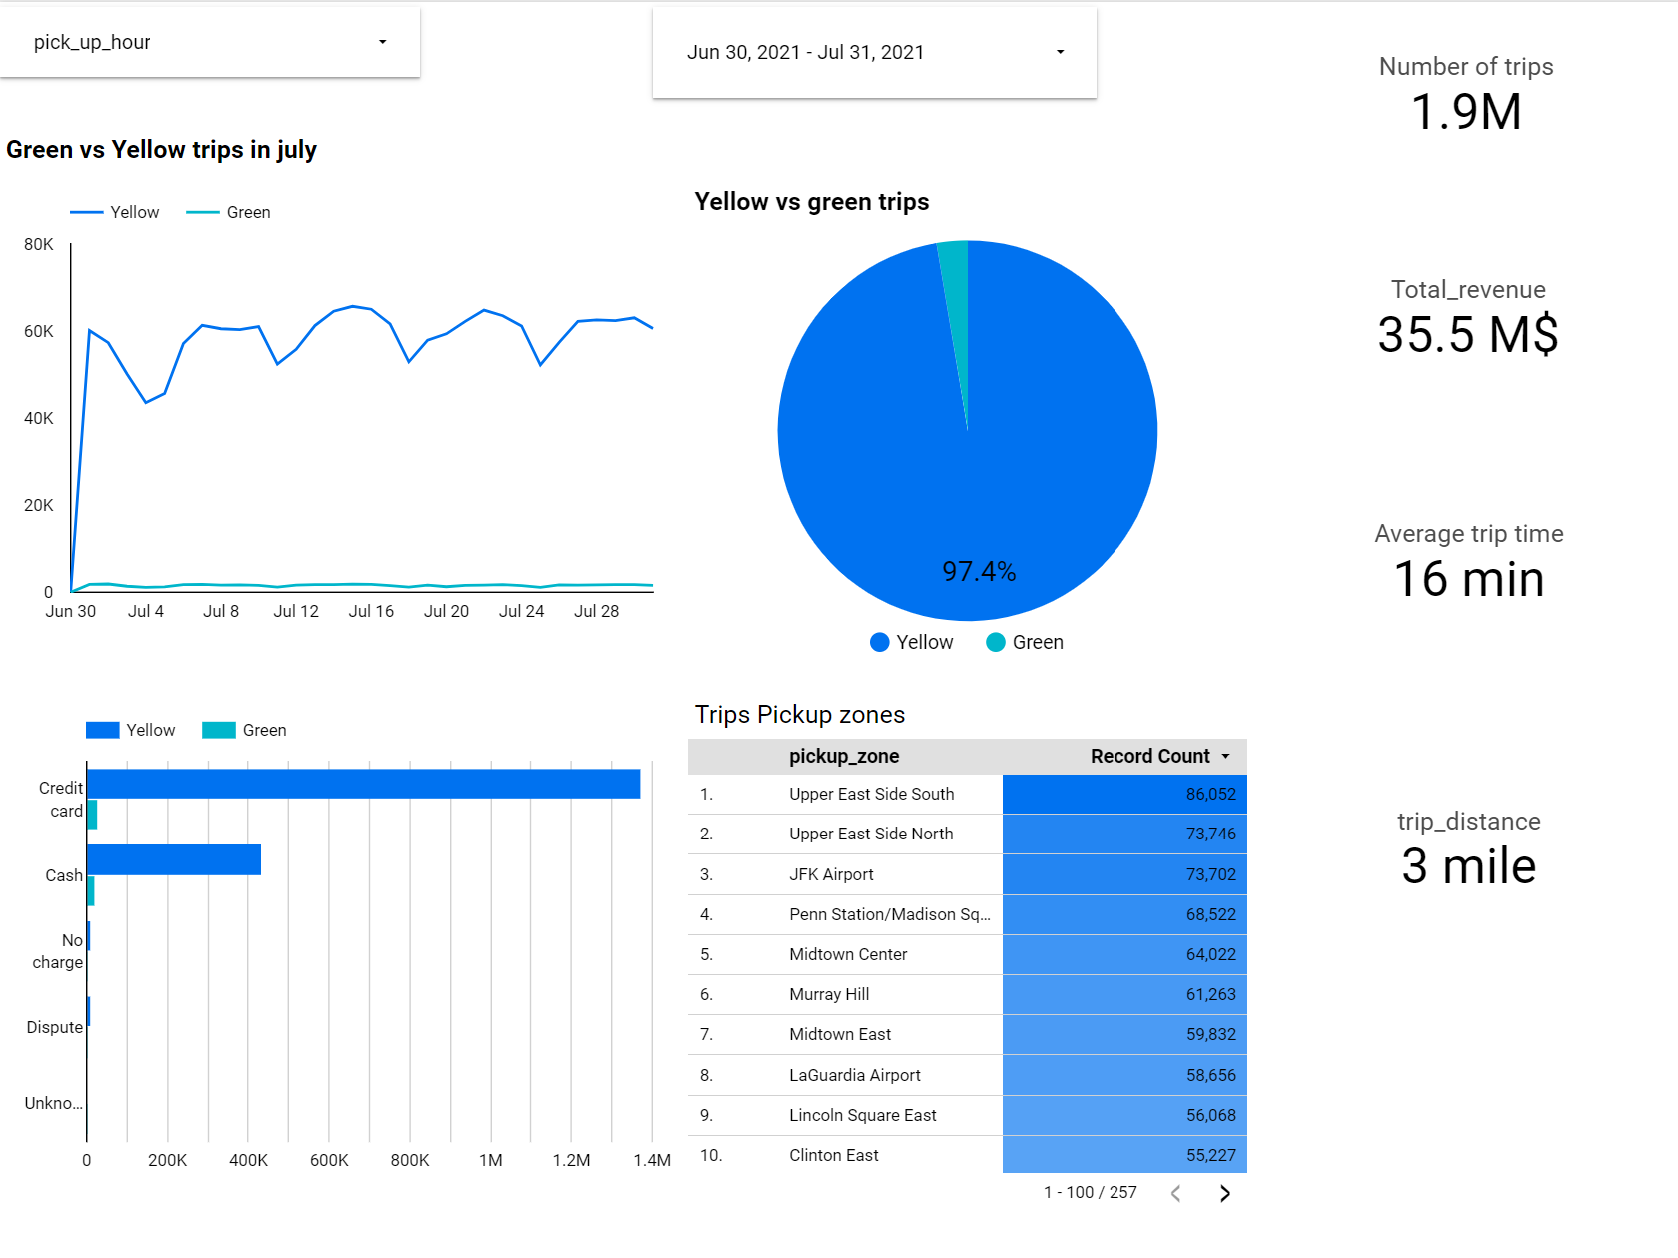 pick_up_hour
Jun 30, 2021 - Jul 31, 2021
Number of trips
1.9M
Green vs Yellow trips in july
Yellow Green
80K
60K
40K
20K
0
Jun 30 Jul 4 Jul 8 Jul 12 Jul 16 Jul 20 Jul 24 Jul 28
Yellow vs green trips
97.4%
Yellow Green
Total_revenue
35.5 M$
Average trip time
16 min
trip_distance
3 mile
Yellow Green
Credit
card
Cash
No
charge
Dispute
Unkno...
0 200K 400K 600K 800K 1M 1.2M 1.4M
Trips Pickup zones
pickup_zone Record Count
1. Upper East Side South 86,052
2. Upper East Side North 73,746
3. JFK Airport 73,702
4. Penn Station/Madison Sq... 68,522
5. Midtown Center 64,022
6. Murray Hill 61,263
7. Midtown East 59,832
8. LaGuardia Airport 58,656
9. Lincoln Square East 56,068
10. Clinton East 55,227
1 - 100 / 257